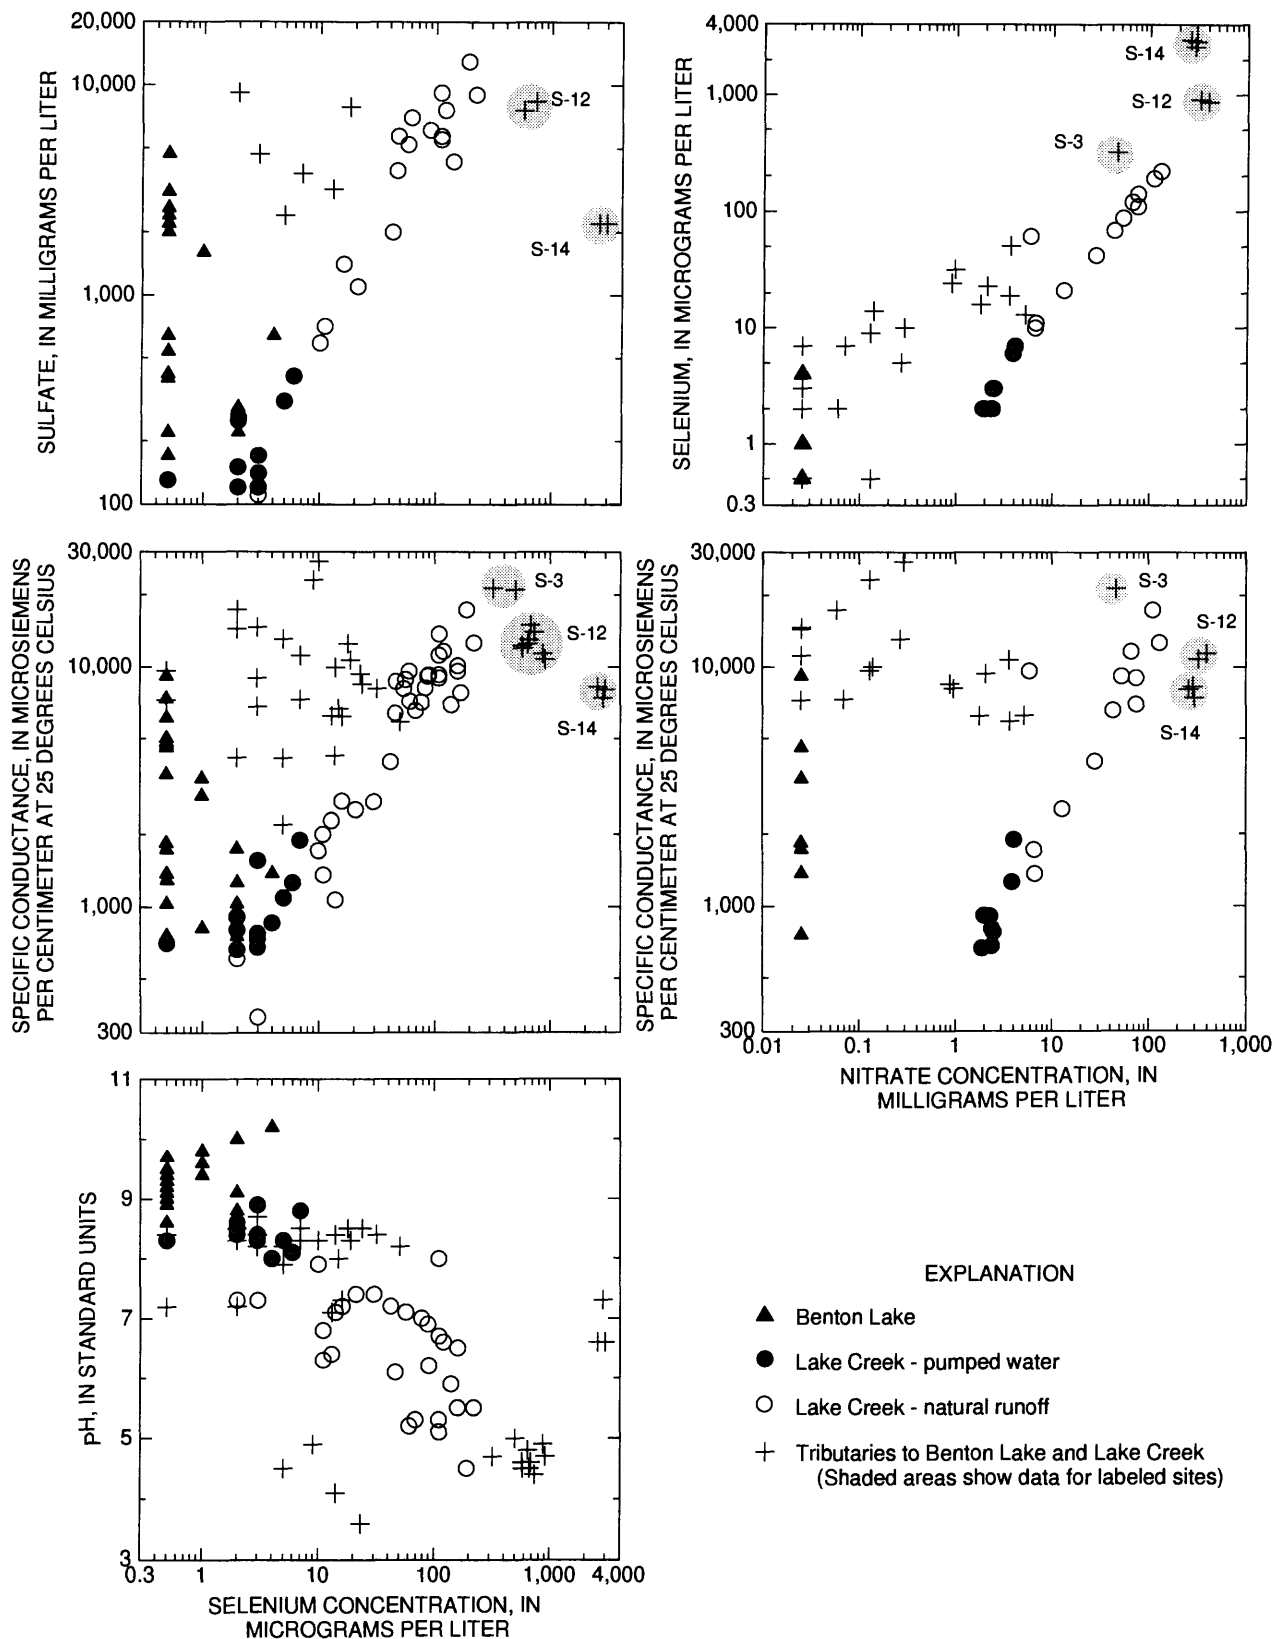 20,000
10,000
1,000
100
SULFATE, IN MILLIGRAMS PER LITER
S-12
S-14
4,000
1,000
100
10
1
0.3
SELENIUM, IN MICROGRAMS PER LITER
S-14
S-12
S-3
30,000
10,000
1,000
300
SPECIFIC CONDUCTANCE, IN MICROSIEMENS
PER CENTIMETER AT 25 DEGREES CELSIUS
S-3
S-12
S-14
30,000
10,000
1,000
300
SPECIFIC CONDUCTANCE, IN MICROSIEMENS
PER CENTIMETER AT 25 DEGREES CELSIUS
S-3
S-12
S-14
0.01 0.1 1 10 100 1,000
NITRATE CONCENTRATION, IN
MILLIGRAMS PER LITER
11
9
7
5
3
PH, IN STANDARD UNITS
0.3 1 10 100 1,000 4,000
SELENIUM CONCENTRATION, IN
MICROGRAMS PER LITER
EXPLANATION
Benton Lake
Lake Creek - pumped water
Lake Creek - natural runoff
Tributaries to Benton Lake and Lake Creek
(Shaded areas show data for labeled sites)